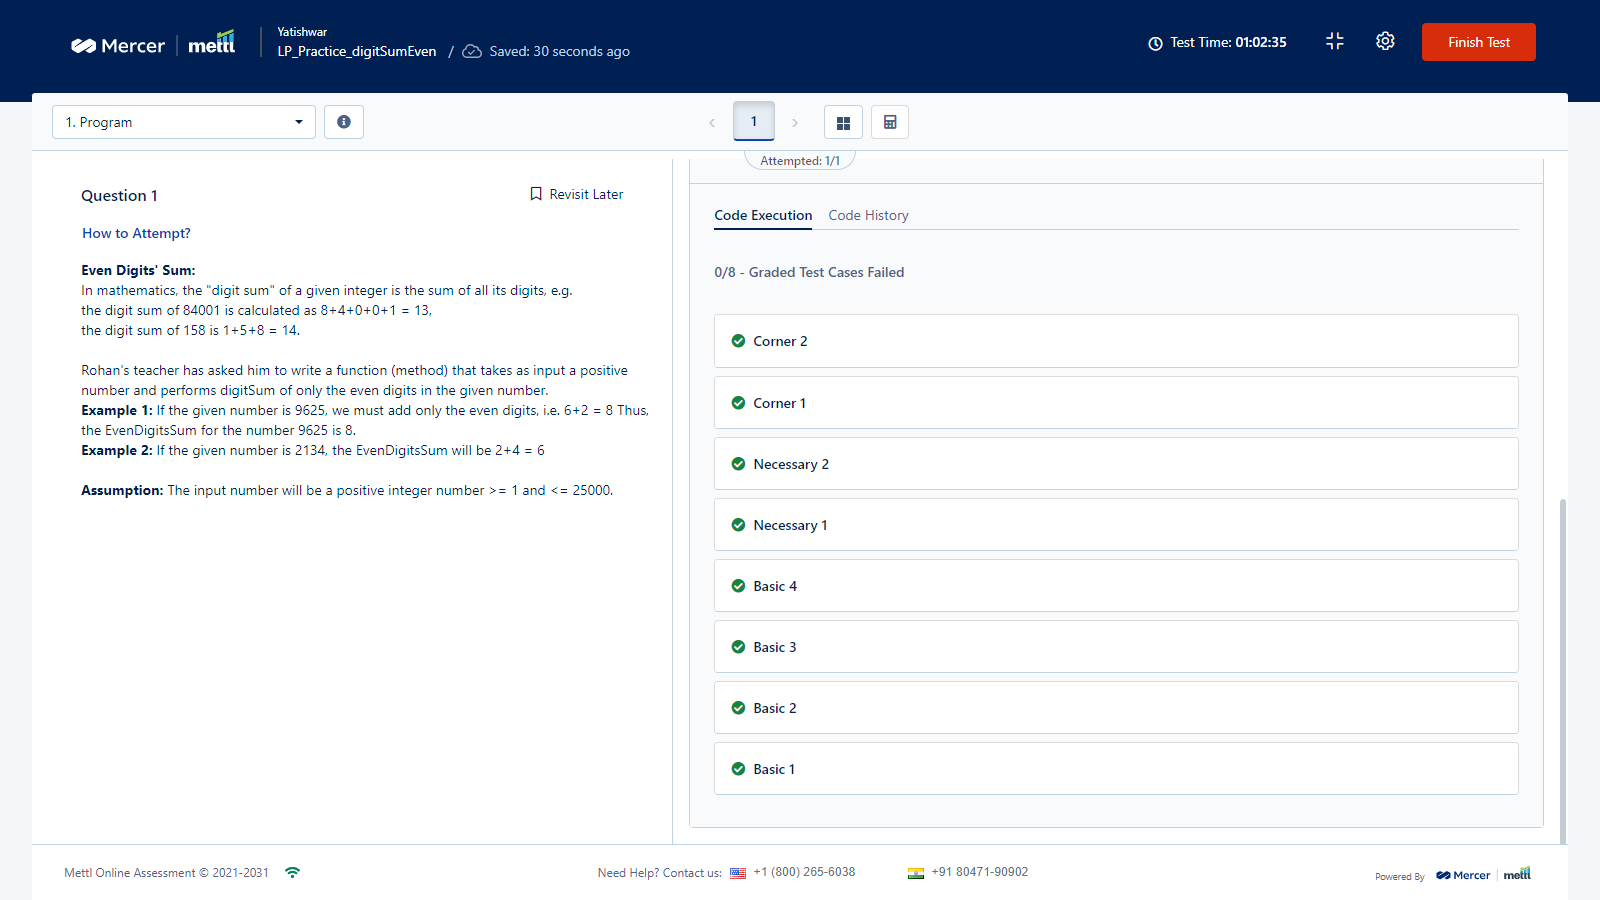 Mercer | mettl
Yatishwar
LP_Practice_digitSumEven / Saved: 30 seconds ago
Test Time: 01:02:35
Finish Test
1. Program
1
Attempted: 1/1
Question 1
Revisit Later
How to Attempt?
Even Digits' Sum:
In mathematics, the "digit sum" of a given integer is the sum of all its digits, e.g.
the digit sum of 84001 is calculated as 8+4+0+0+1 = 13,
the digit sum of 158 is 1+5+8 = 14.
Rohan's teacher has asked him to write a function (method) that takes as input a positive
number and performs digitSum of only the even digits in the given number.
Example 1: If the given number is 9625, we must add only the even digits, i.e. 6+2 = 8 Thus,
the EvenDigitsSum for the number 9625 is 8.
Example 2: If the given number is 2134, the EvenDigitsSum will be 2+4 = 6
Assumption: The input number will be a positive integer number >= 1 and <= 25000.
Code Execution
Code History
0/8 - Graded Test Cases Failed
Corner 2
Corner 1
Necessary 2
Necessary 1
Basic 4
Basic 3
Basic 2
Basic 1
Mettl Online Assessment © 2021-2031
Need Help? Contact us: +1 (800) 265-6038
+91 80471-90902
Powered By Mercer | mettl